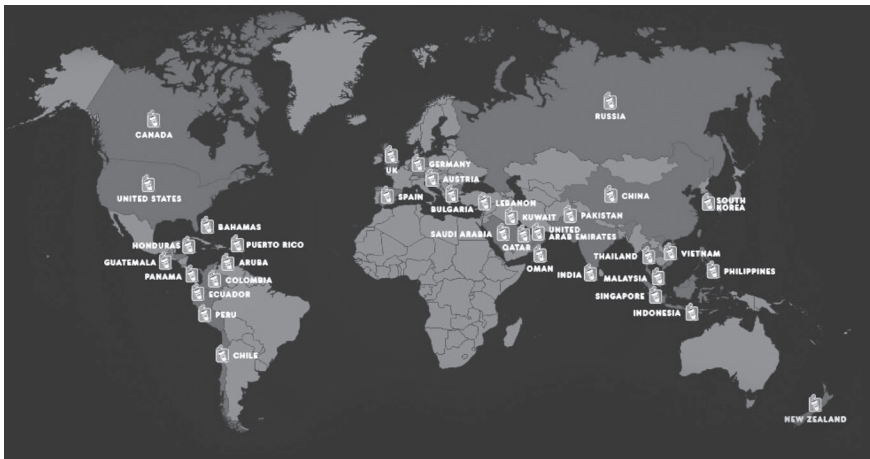 CANADA
RUSSIA
UK
GERMANY
AUSTRIA
UNITED STATES
SPAIN
BULGARIA
LEBANON
CHINA
SOUTH
KOREA
KUWAIT
PAKISTAN
BAHAMAS
SAUDI ARABIA
QATAR
UNITED
ARAB EMIRATES
HONDURAS
PUERTO RICO
GUATEMALA
ARUBA
OMAN
THAILAND
VIETNAM
PANAMA
COLOMBIA
INDIA
MALAYSIA
PHILIPPINES
ECUADOR
SINGAPORE
PERU
INDONESIA
CHILE
NEW ZEALAND